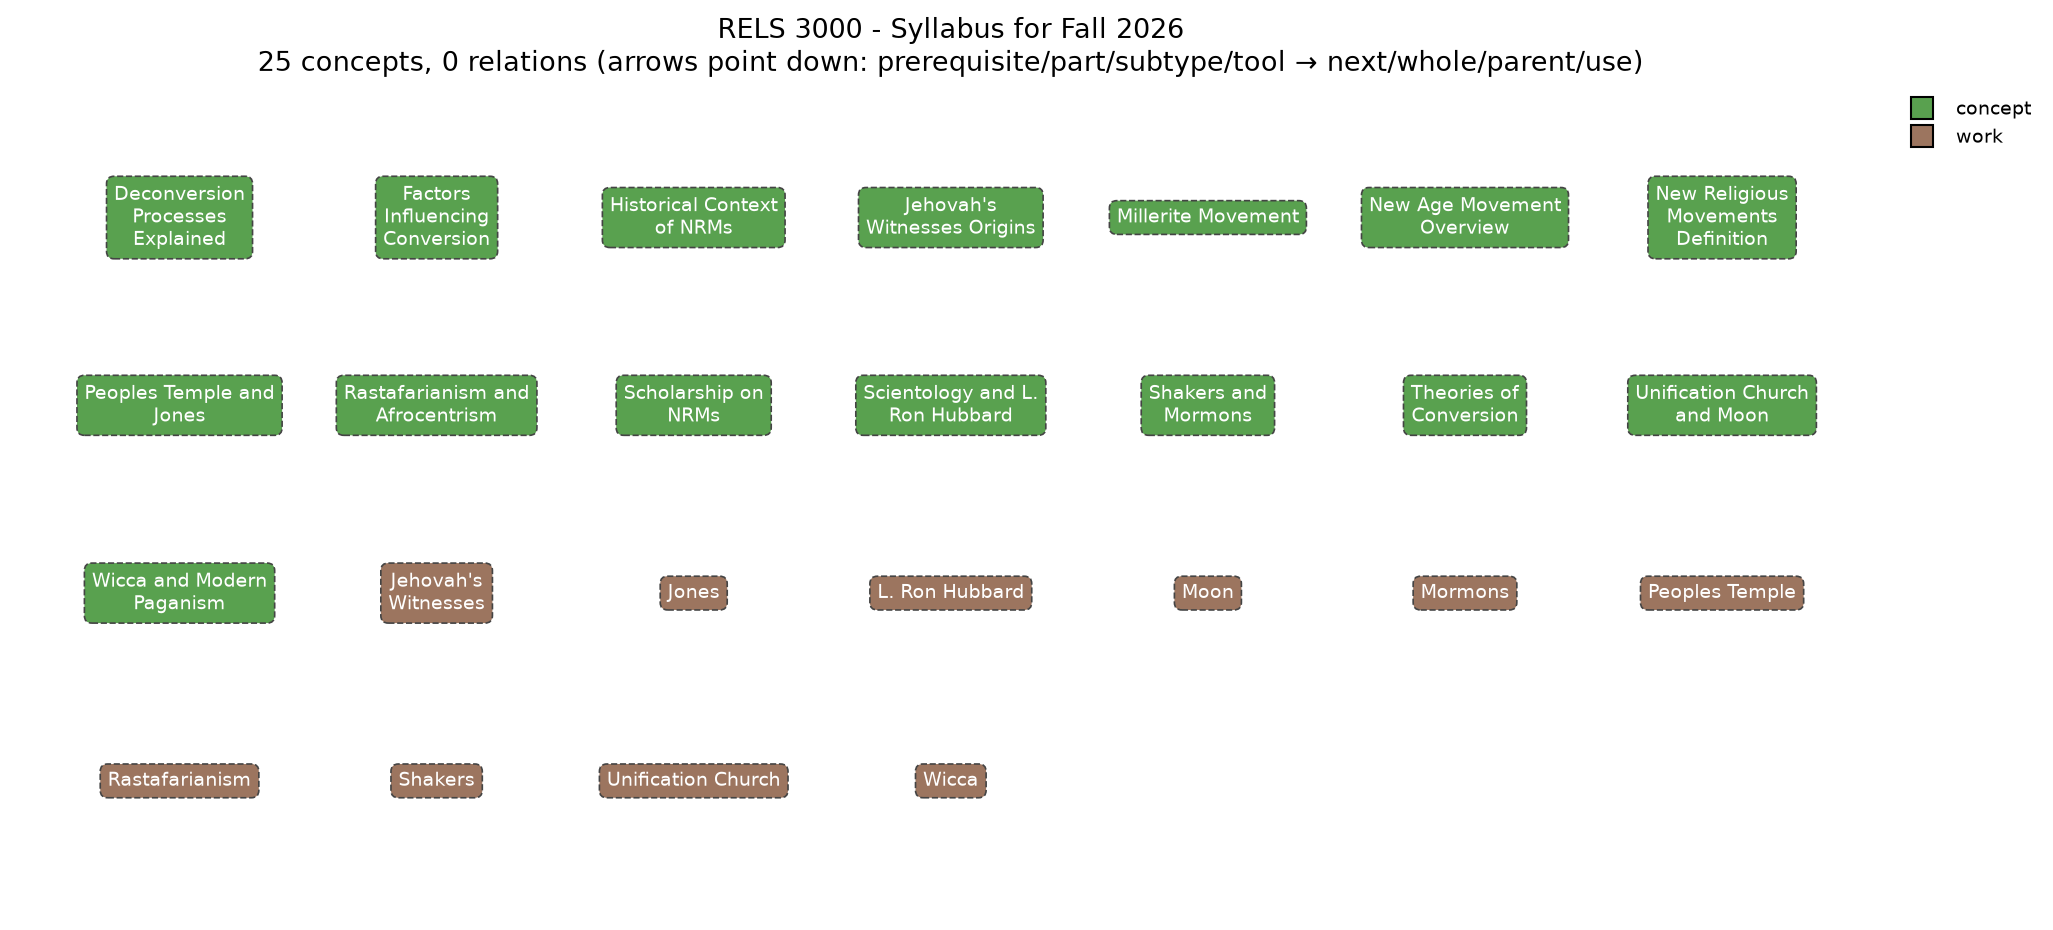 RELS 3000 - Syllabus for Fall 2026
25 concepts, 0 relations (arrows point down: prerequisite/part/subtype/tool → next/whole/parent/use)
concept
work
Deconversion
Processes
Explained
Factors
Influencing
Conversion
Historical Context
of NRMs
Jehovah's
Witnesses Origins
Millerite Movement
New Age Movement
Overview
New Religious
Movements
Definition
Peoples Temple and
Jones
Rastafarianism and
Afrocentrism
Scholarship on
NRMs
Scientology and L.
Ron Hubbard
Shakers and
Mormons
Theories of
Conversion
Unification Church
and Moon
Wicca and Modern
Paganism
Jehovah's
Witnesses
Jones
L. Ron Hubbard
Moon
Mormons
Peoples Temple
Rastafarianism
Shakers
Unification Church
Wicca